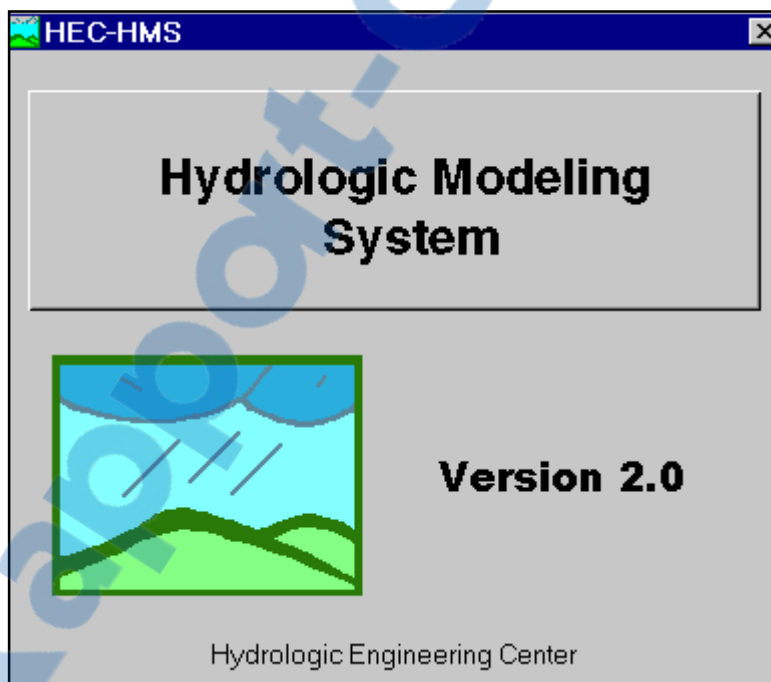 HEC-HMS
Hydrologic Modeling
System
Version 2.0
Hydrologic Engineering Center